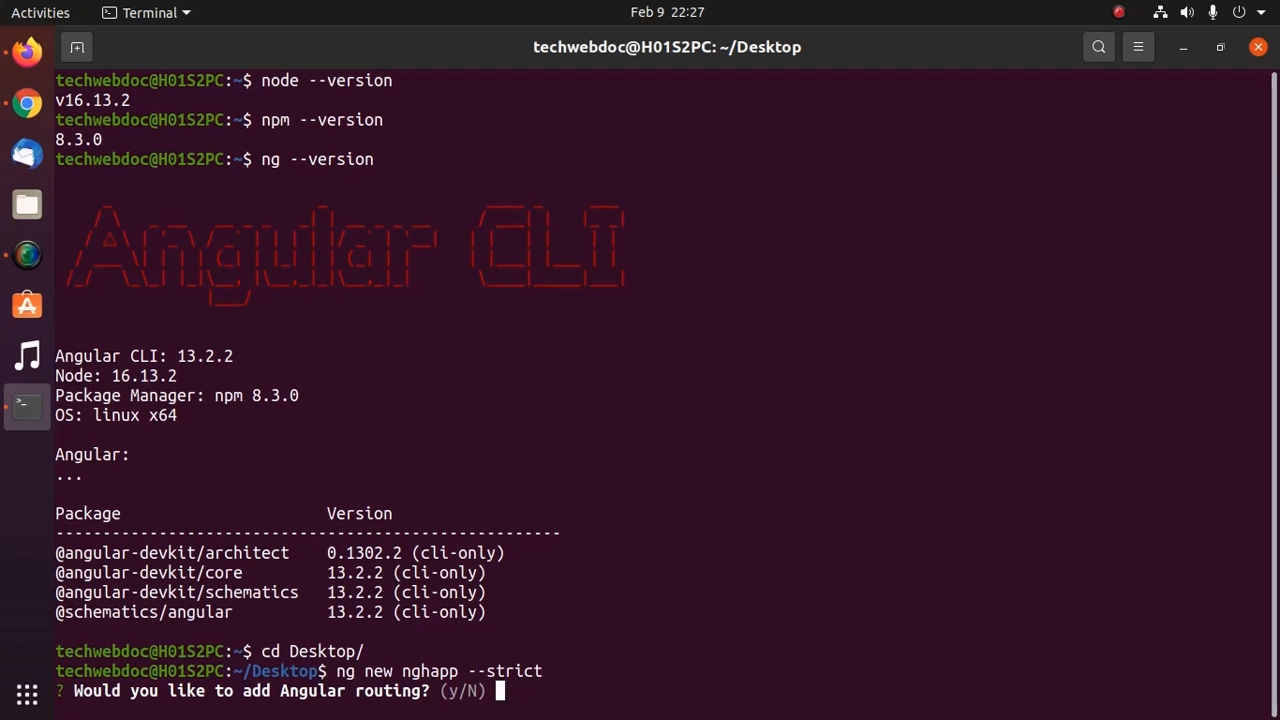 Activities
Terminal
Feb 9 22:27
techwebdoc@H01S2PC: ~/Desktop
techwebdoc@H01S2PC:~$ node --version
v16.13.2
techwebdoc@H01S2PC:~$ npm --version
8.3.0
techwebdoc@H01S2PC:~$ ng --version
Angular CLI
Angular CLI: 13.2.2
Node: 16.13.2
Package Manager: npm 8.3.0
OS: linux x64
Angular:
...
Package Version
------------------------------------------------------
@angular-devkit/architect 0.1302.2 (cli-only)
@angular-devkit/core 13.2.2 (cli-only)
@angular-devkit/schematics 13.2.2 (cli-only)
@schematics/angular 13.2.2 (cli-only)
techwebdoc@H01S2PC:~$ cd Desktop/
techwebdoc@H01S2PC:~/Desktop$ ng new nghapp --strict
? Would you like to add Angular routing? (y/N)